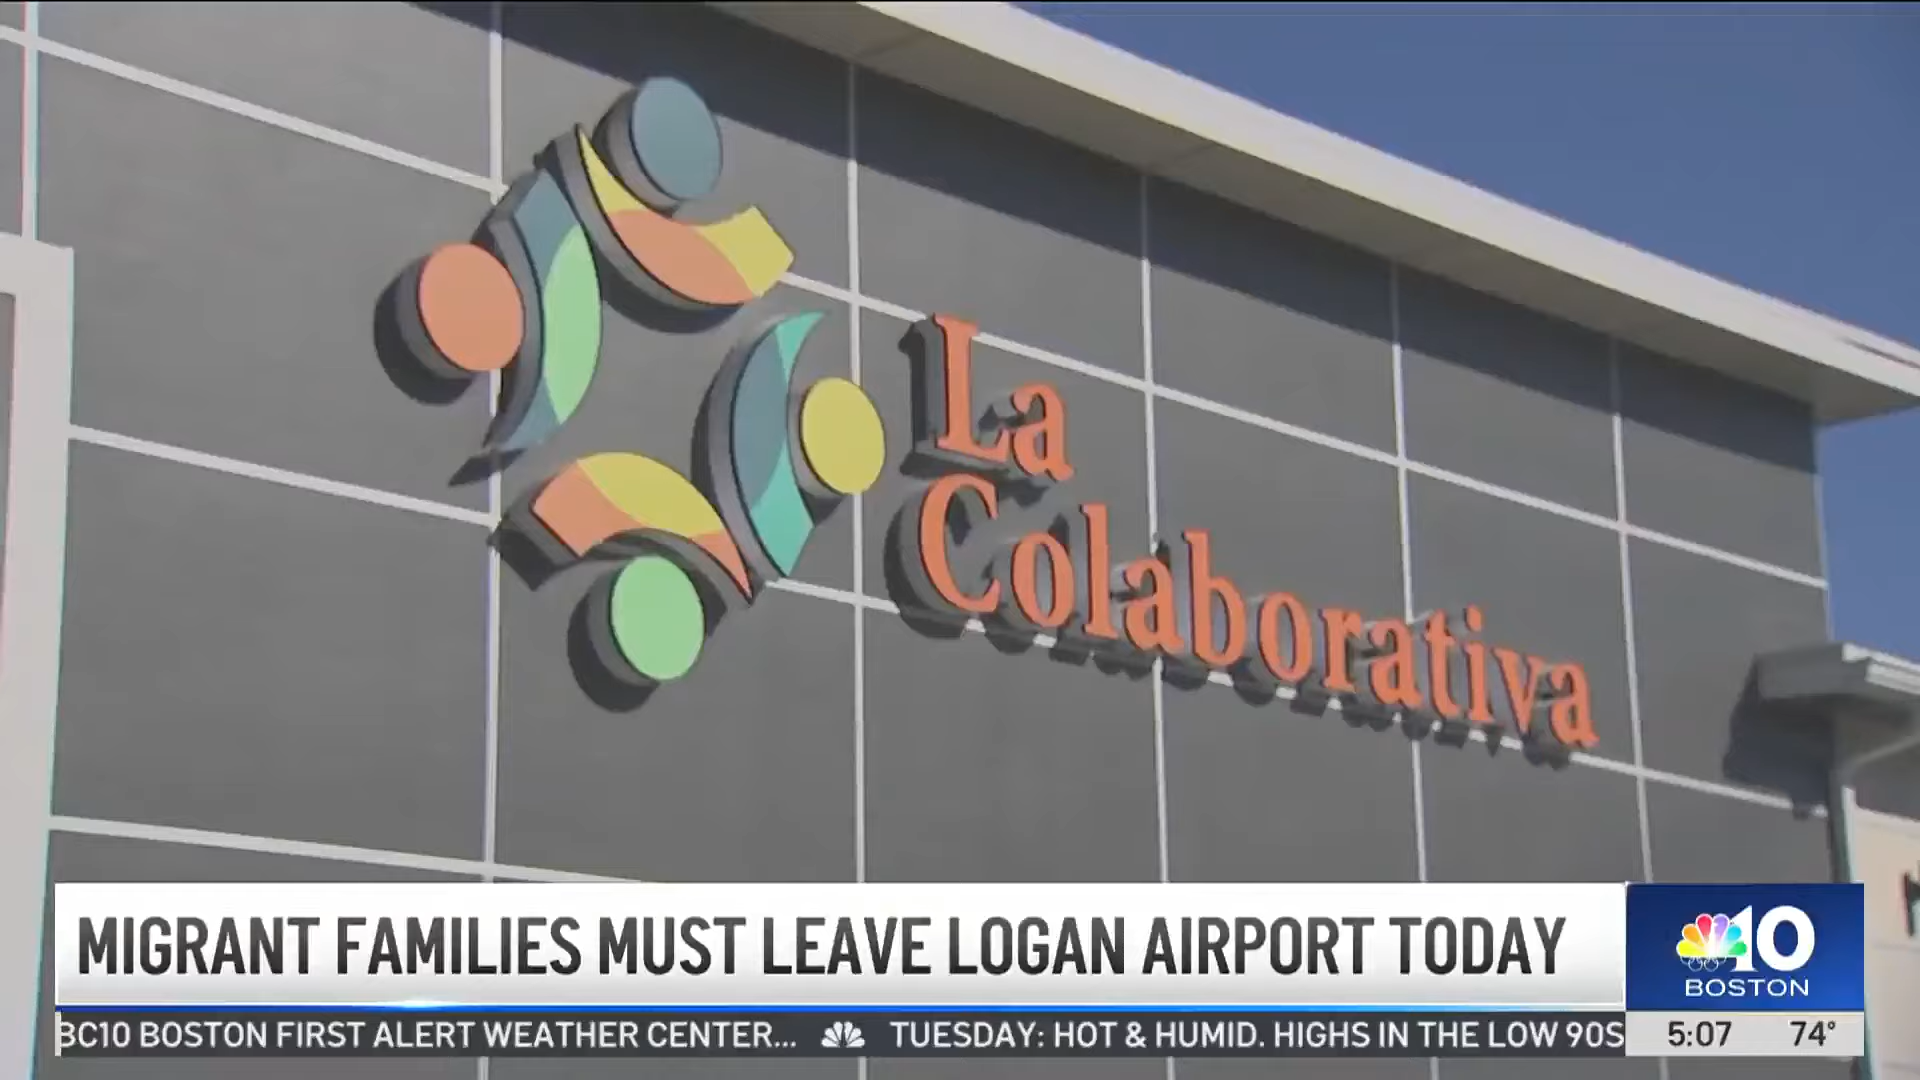 La
Colaborativa
MIGRANT FAMILIES MUST LEAVE LOGAN AIRPORT TODAY
10
BOSTON
BC10 BOSTON FIRST ALERT WEATHER CENTER... TUESDAY: HOT & HUMID. HIGHS IN THE LOW 90S
5:07 74°